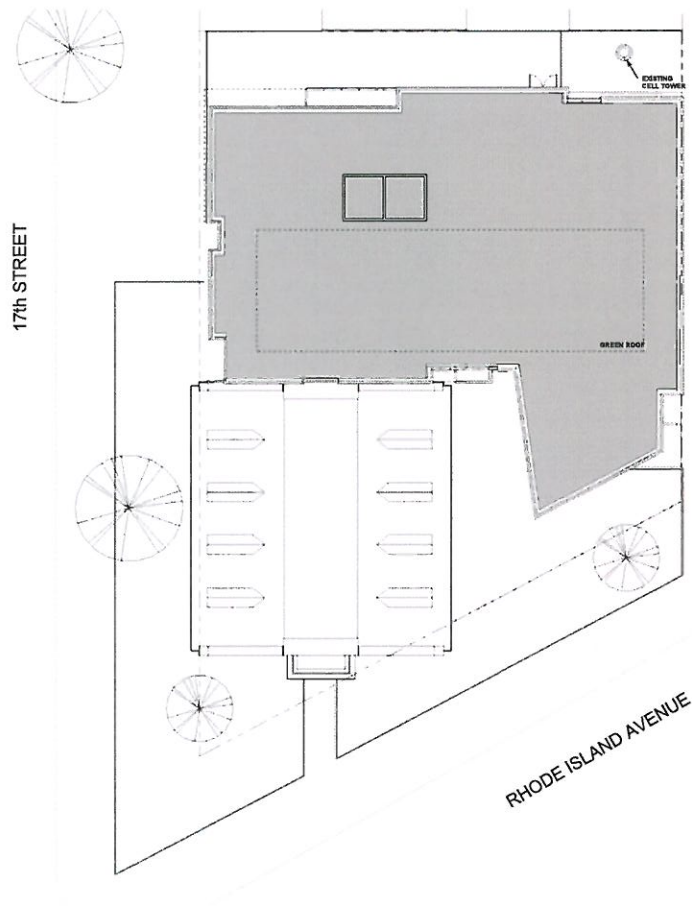 EXISTING
CELL TOWER
17th STREET
GREEN ROOF
RHODE ISLAND AVENUE